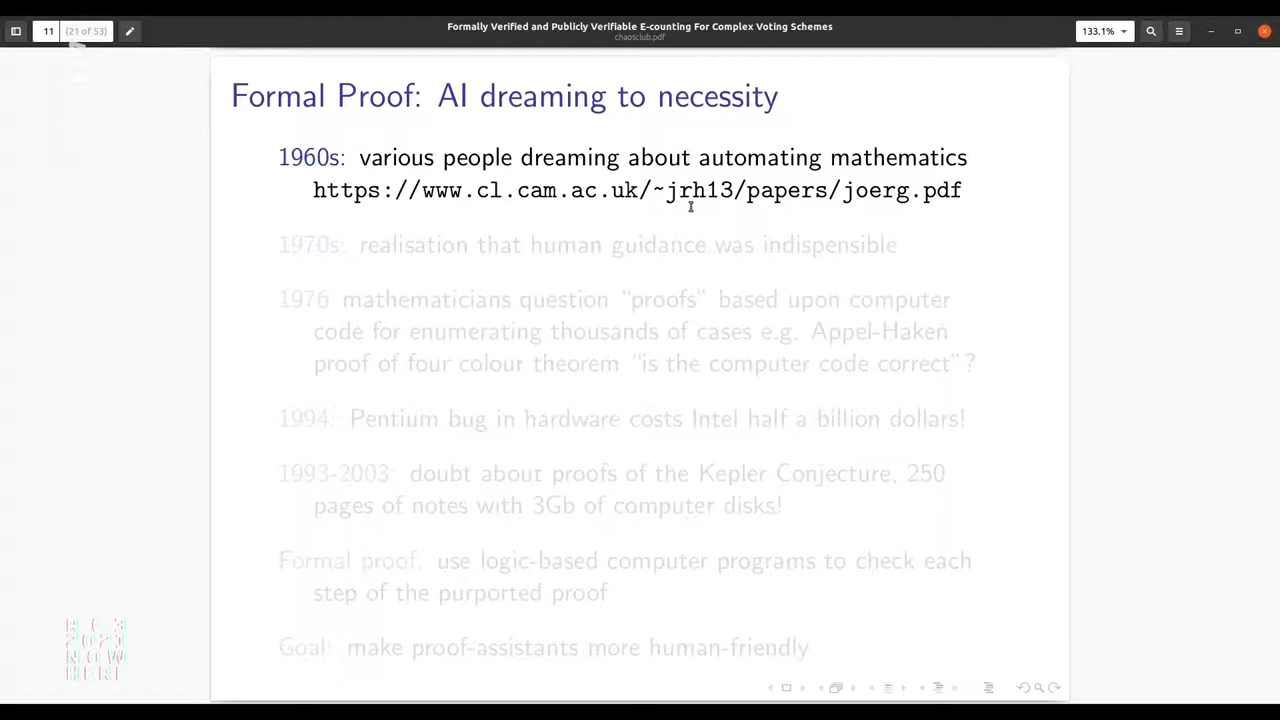 11 (21 of 53)
Formally Verified and Publicly Verifiable E-counting For Complex Voting Schemes
chaosclub.pdf
133.1%
Formal Proof: AI dreaming to necessity
1960s: various people dreaming about automating mathematics
https://www.cl.cam.ac.uk/~jrh13/papers/joerg.pdf
1970s: realisation that human guidance was indispensible
1976 mathematicians question “proofs” based upon computer
code for enumerating thousands of cases e.g. Appel-Haken
proof of four colour theorem “is the computer code correct”?
1994: Pentium bug in hardware costs Intel half a billion dollars!
1993-2003: doubt about proofs of the Kepler Conjecture, 250
pages of notes with 3Gb of computer disks!
Formal proof: use logic-based computer programs to check each
step of the purported proof
Goal: make proof-assistants more human-friendly
RC3
2021
NOW
HERE